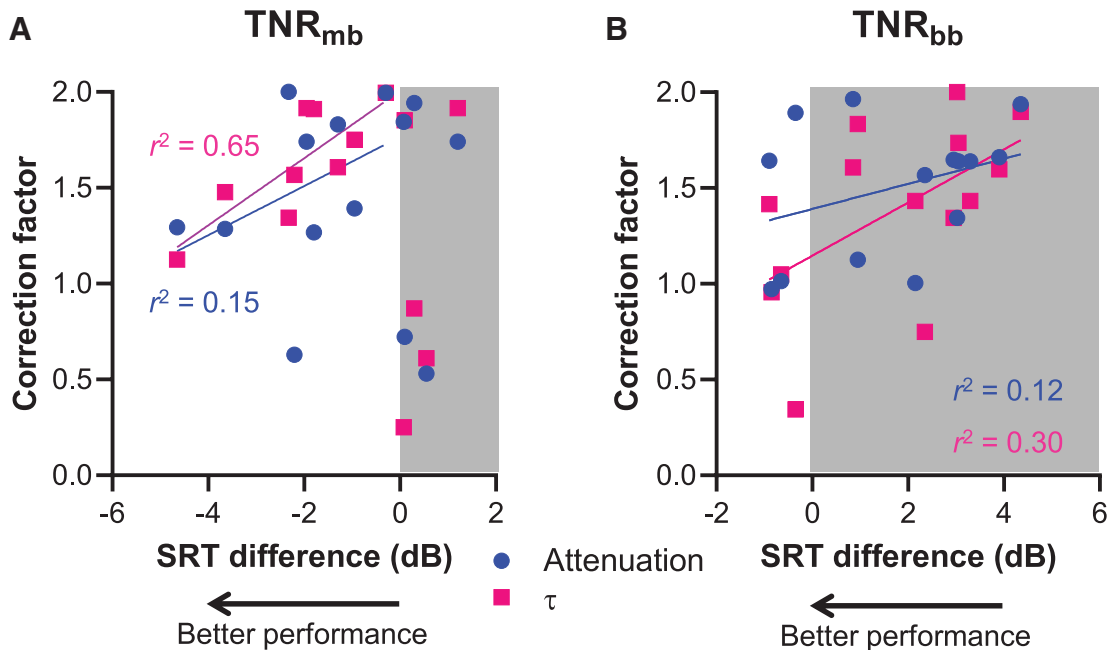 A
TNRmb
Correction factor
2.0
1.5
1.0
0.5
0.0
r² = 0.65
r² = 0.15
-6
-4
-2
0
2
SRT difference (dB)
Better performance
B
TNRbb
Correction factor
2.0
1.5
1.0
0.5
0.0
r² = 0.12
r² = 0.30
-2
0
2
4
6
SRT difference (dB)
Better performance
Attenuation
τ